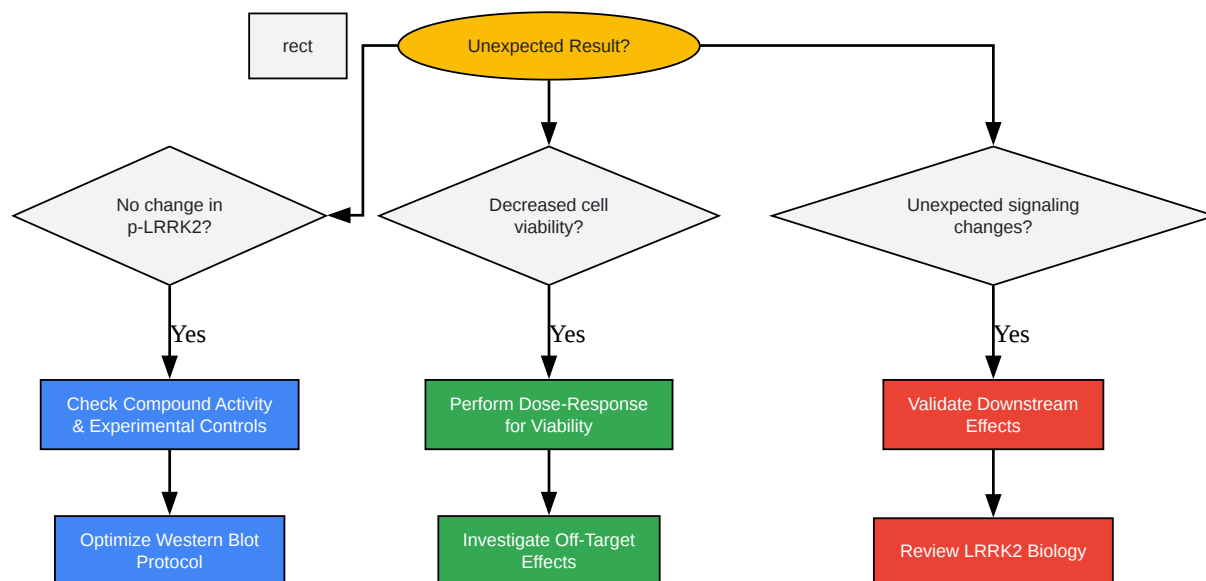 rect
Unexpected Result?
No change in
p-LRRK2?
Decreased cell
viability?
Unexpected signaling
changes?
Yes
Yes
Yes
Check Compound Activity
& Experimental Controls
Perform Dose-Response
for Viability
Validate Downstream
Effects
Optimize Western Blot
Protocol
Investigate Off-Target
Effects
Review LRRK2 Biology